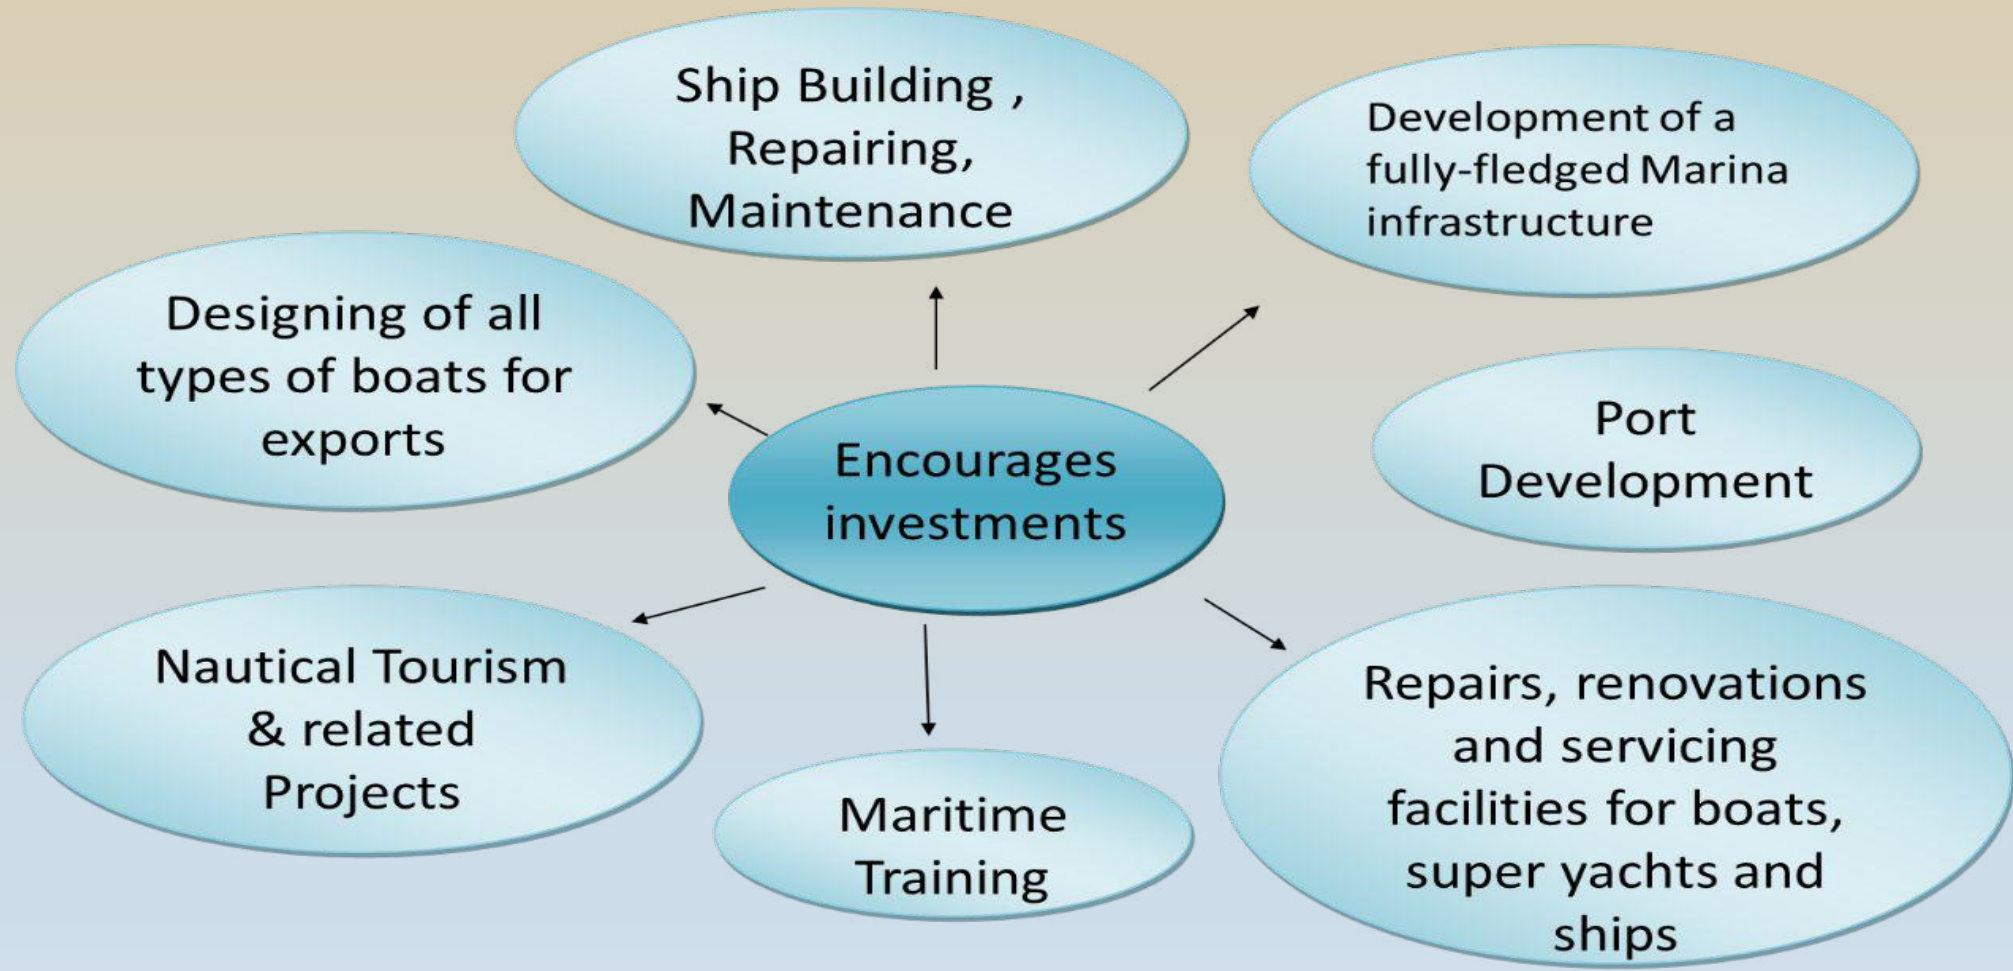 Ship Building ,
Repairing,
Maintenance
Development of a
fully-fledged Marina
infrastructure
Designing of all
types of boats for
exports
Encourages
investments
Port
Development
Nautical Tourism
& related
Projects
Maritime
Training
Repairs, renovations
and servicing
facilities for boats,
super yachts and
ships